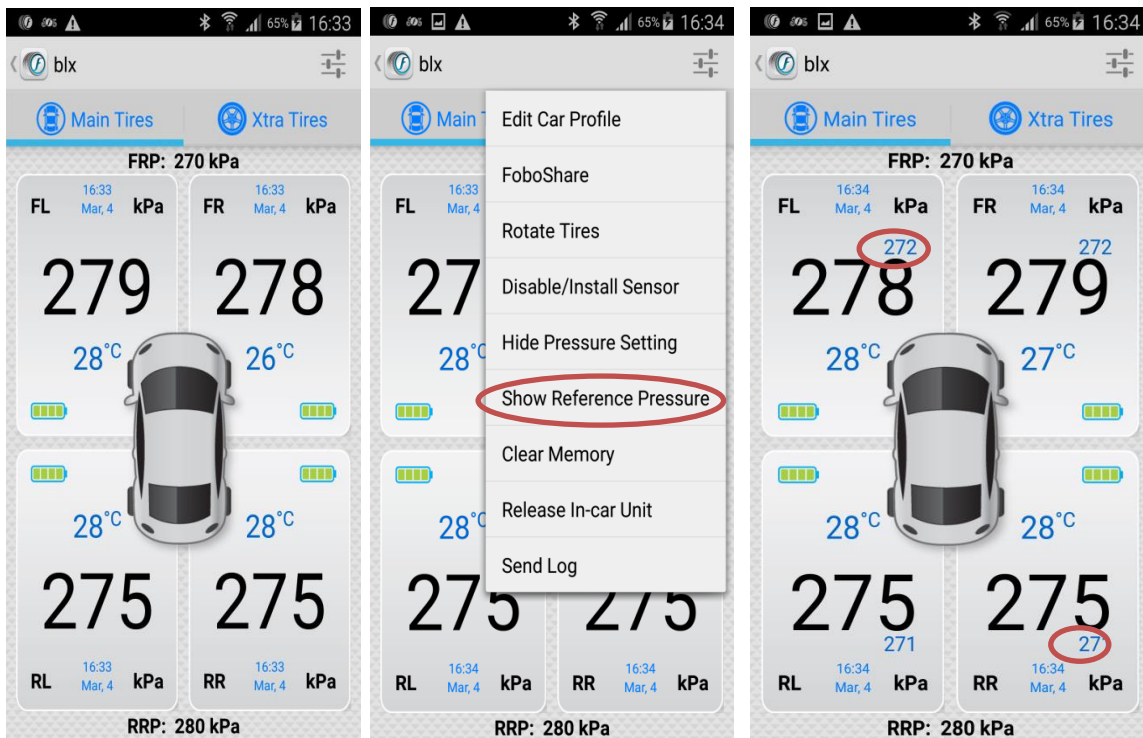 65% 16:33
blx
Main Tires Xtra Tires
FRP: 270 kPa
FL 16:33 Mar, 4 kPa FR 16:33 Mar, 4 kPa
279 278
28°C 26°C
28°C 28°C
275 275
RL 16:33 Mar, 4 kPa RR 16:33 Mar, 4 kPa
RRP: 280 kPa
65% 16:34
blx
Main
FL 16:33 Mar, 4
27
28°
28°
275 275
RL 16:34 Mar, 4 kPa RR 16:34 Mar, 4 kPa
RRP: 280 kPa
Edit Car Profile
FoboShare
Rotate Tires
Disable/Install Sensor
Hide Pressure Setting
Show Reference Pressure
Clear Memory
Release In-car Unit
Send Log
65% 16:34
blx
Main Tires Xtra Tires
FRP: 270 kPa
FL 16:34 Mar, 4 kPa FR 16:34 Mar, 4 kPa
272 272
278 279
28°C 27°C
28°C 28°C
275 275
271 271
RL 16:34 Mar, 4 kPa RR 16:34 Mar, 4 kPa
RRP: 280 kPa